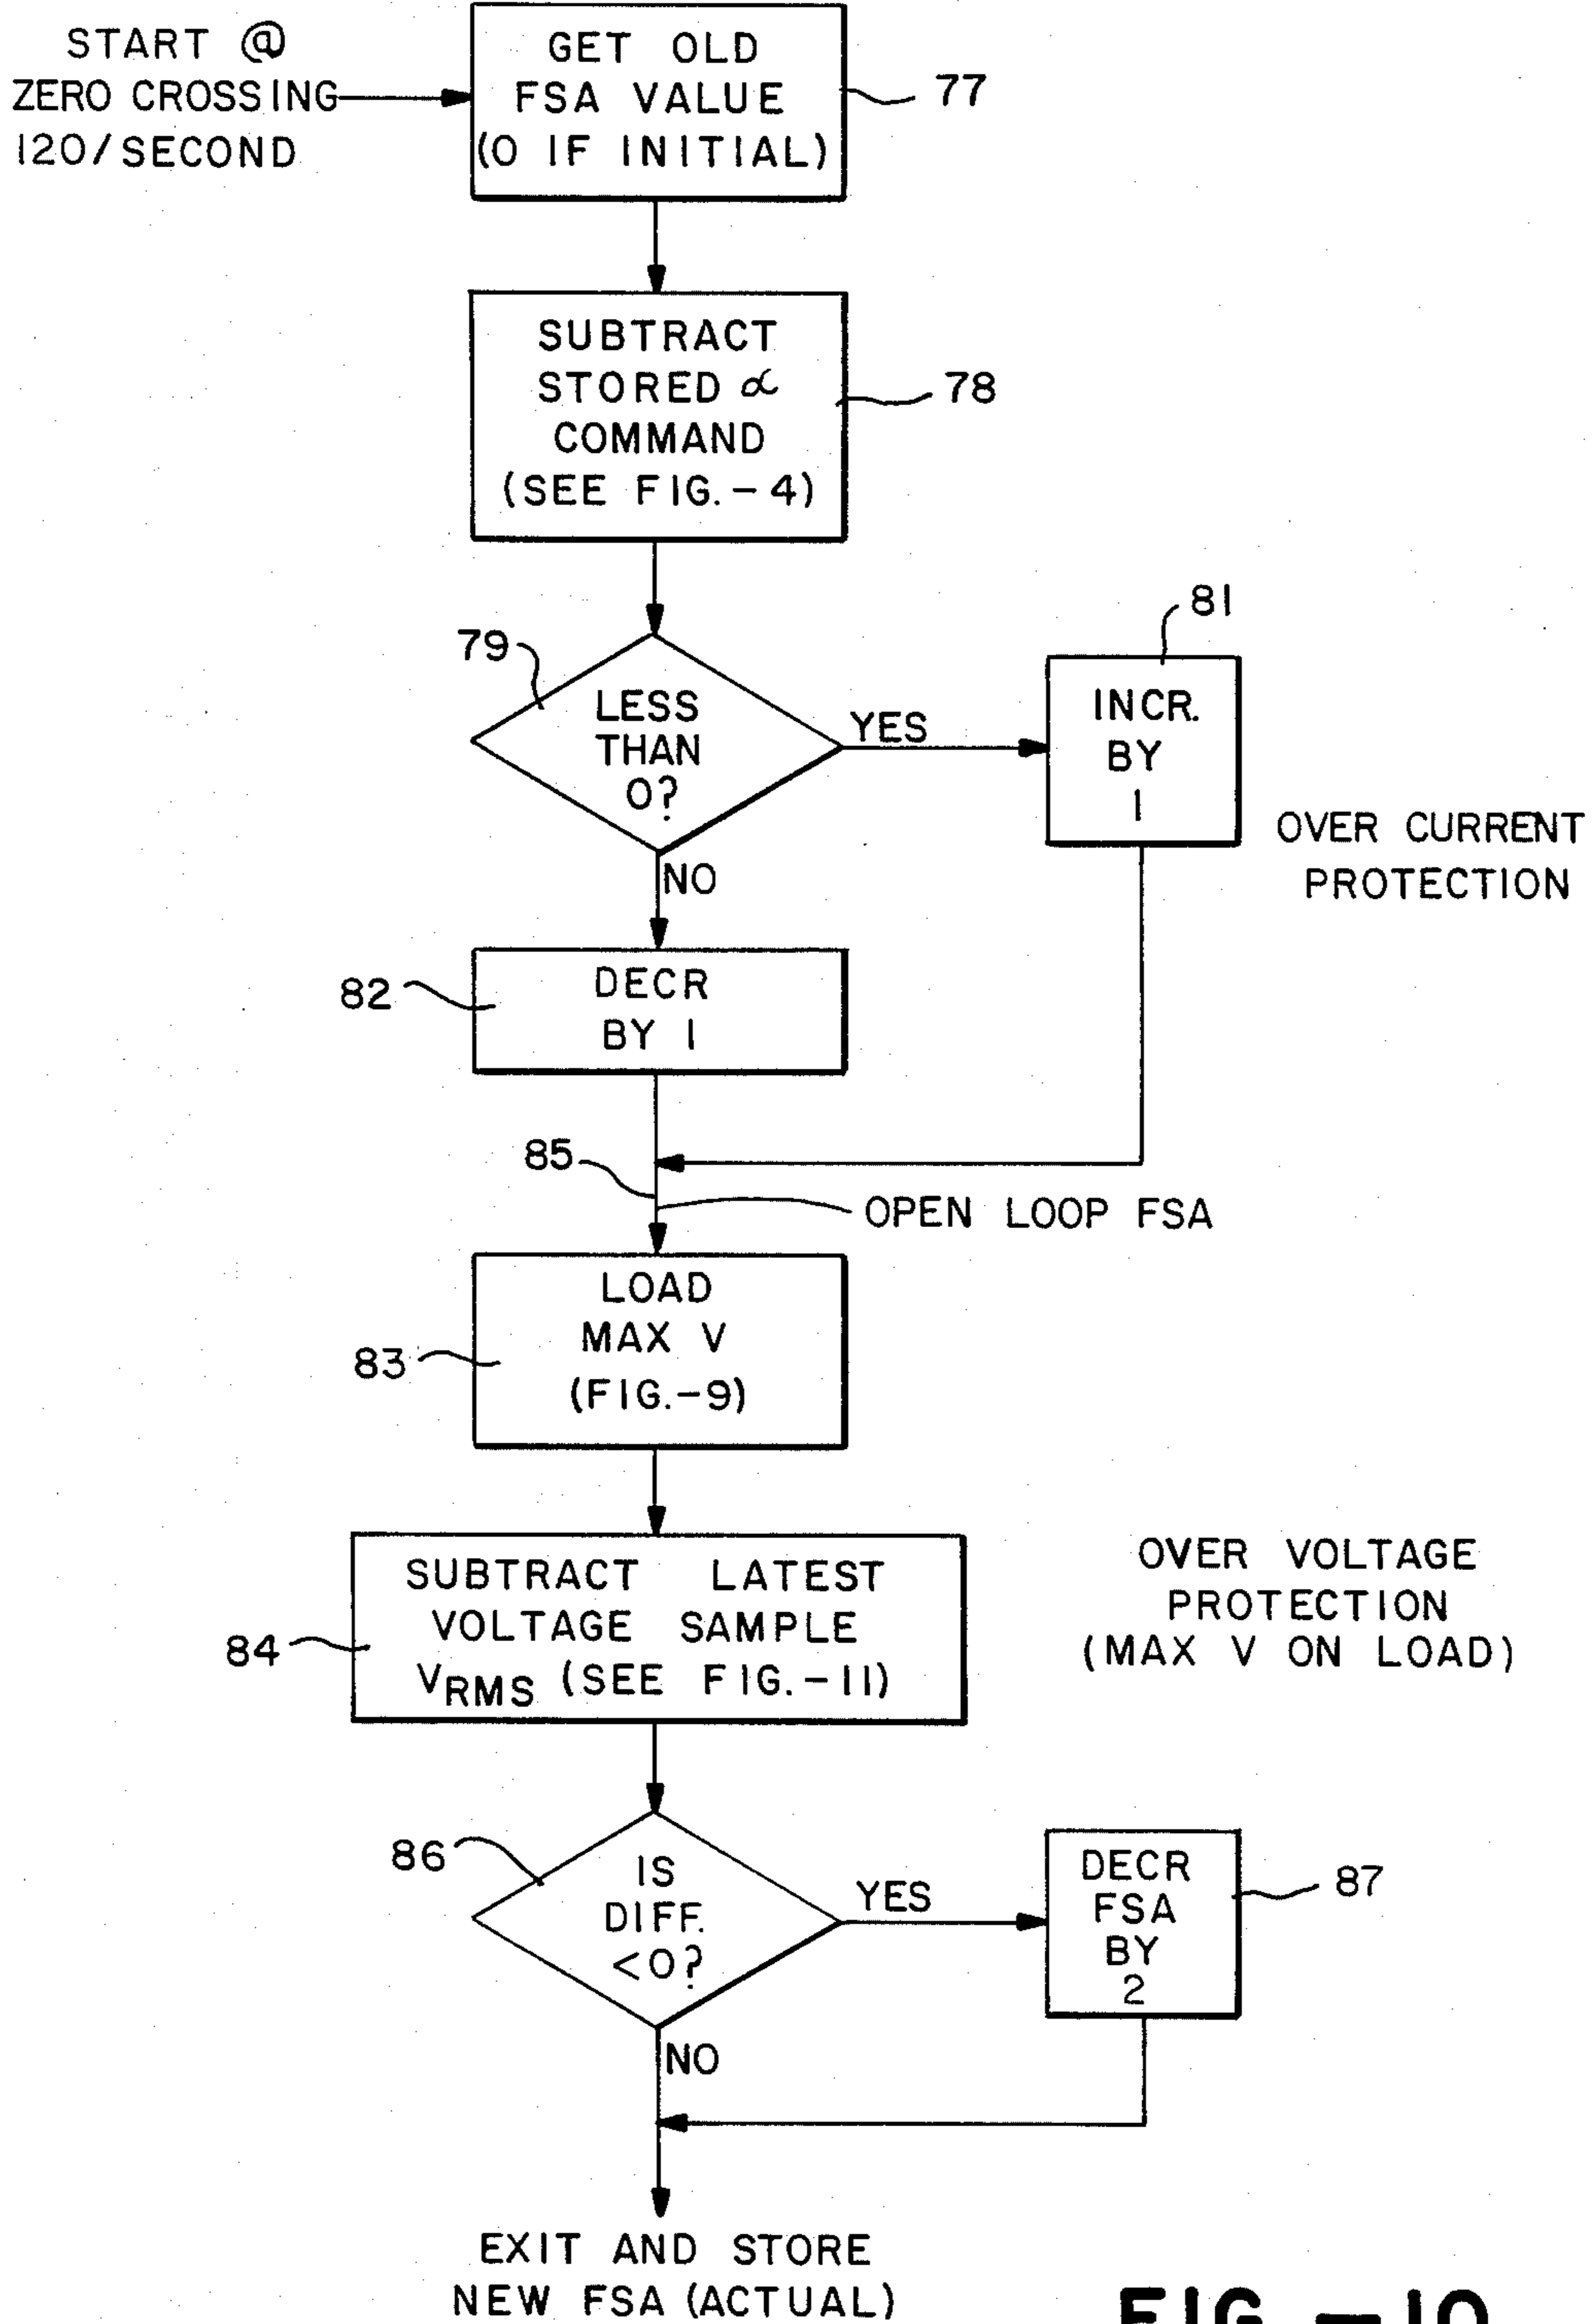 START @
ZERO CROSSING
120/SECOND
GET OLD
FSA VALUE
(0 IF INITIAL)
77
SUBTRACT
STORED ∝
COMMAND
(SEE FIG.-4)
78
79
LESS
THAN
0?
YES
81
INCR.
BY
1
OVER CURRENT
PROTECTION
NO
82
DECR
BY 1
85
OPEN LOOP FSA
LOAD
MAX V
(FIG.-9)
83
SUBTRACT LATEST
VOLTAGE SAMPLE
VRMS (SEE FIG.-11)
84
OVER VOLTAGE
PROTECTION
(MAX V ON LOAD)
86
IS
DIFF.
<0?
YES
DECR
FSA
BY
2
87
NO
EXIT AND STORE
NEW FSA (ACTUAL)
FIG.-10